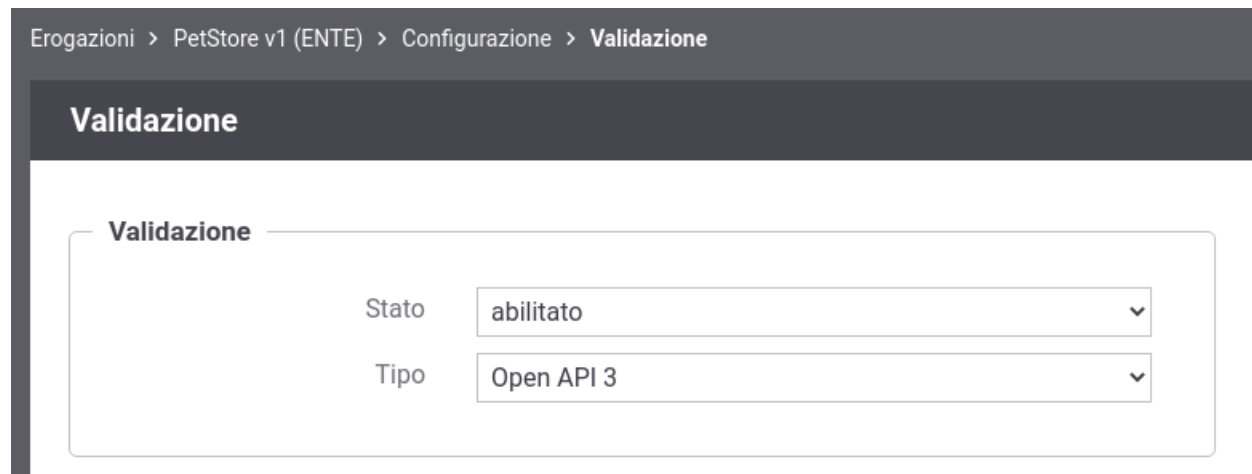 Erogazioni > PetStore v1 (ENTE) > Configurazione > Validazione
Validazione
Validazione
Stato abilitato
Tipo Open API 3